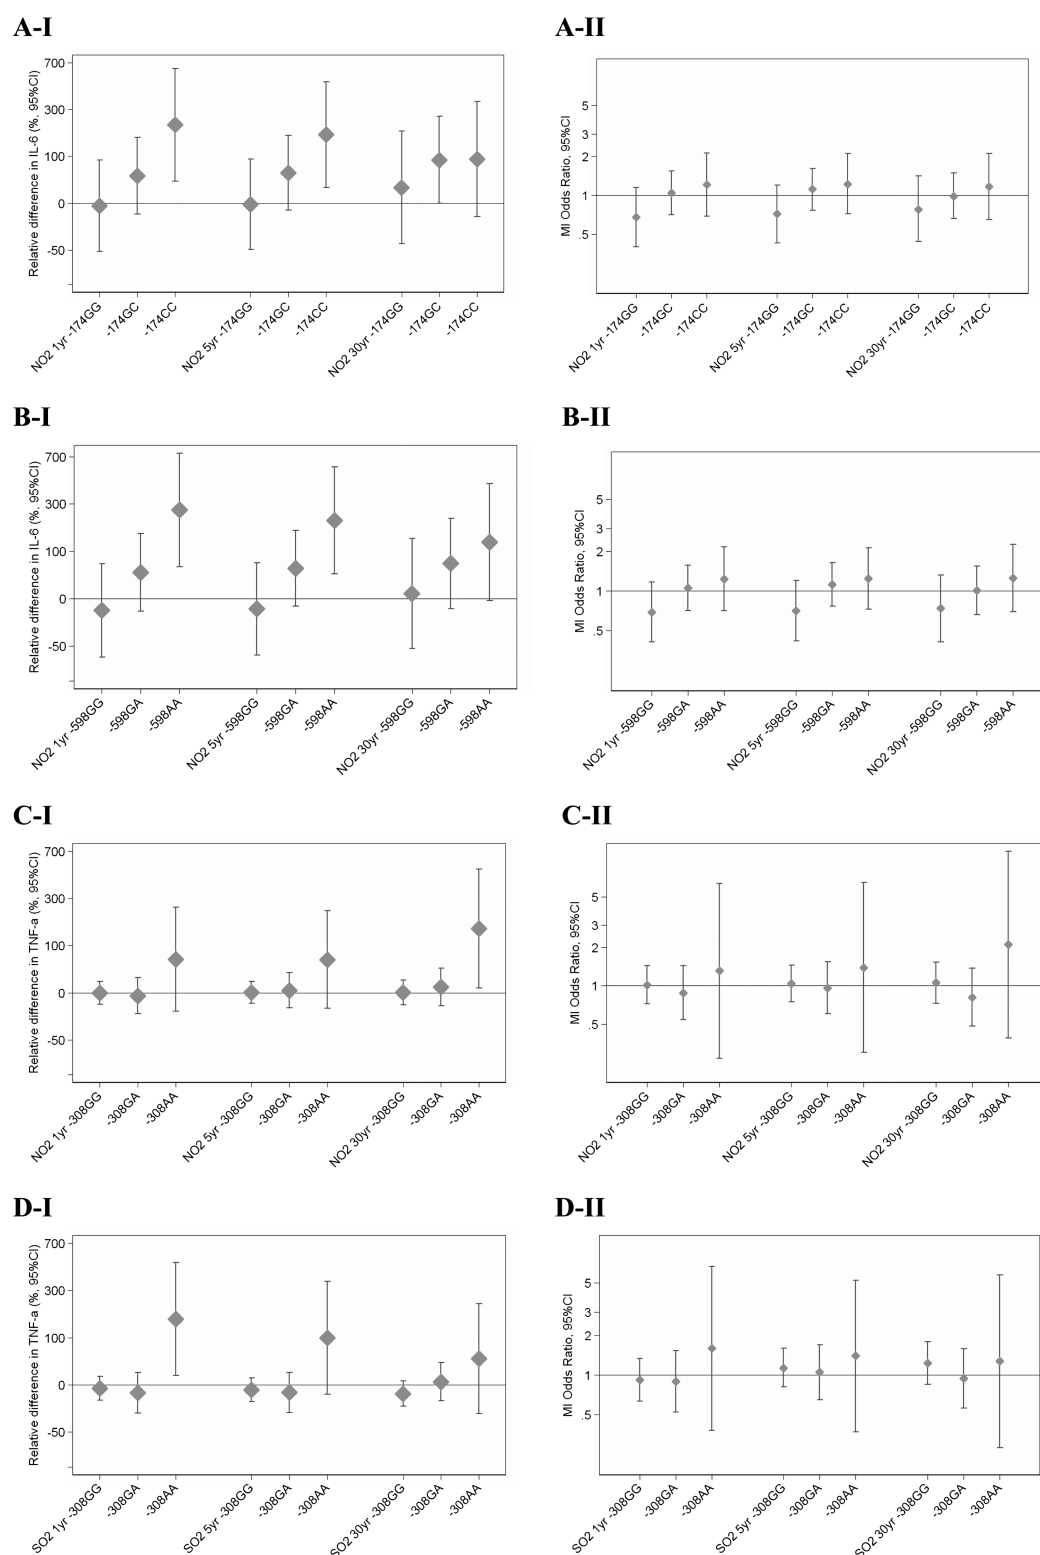 A-I
Relative difference in IL-6 (%, 95%CI)
700
300
100
0
-50
NO2 1yr -174GG
-174GC
-174CC
NO2 5yr -174GG
-174GC
-174CC
NO2 30yr -174GG
-174GC
-174CC
A-II
MI Odds Ratio, 95%CI
5
3
2
1
.5
NO2 1yr -174GG
-174GC
-174CC
NO2 5yr -174GG
-174GC
-174CC
NO2 30yr -174GG
-174GC
-174CC
B-I
Relative difference in IL-6 (%, 95%CI)
700
300
100
0
-50
NO2 1yr -598GG
-598GA
-598AA
NO2 5yr -598GG
-598GA
-598AA
NO2 30yr -598GG
-598GA
-598AA
B-II
MI Odds Ratio, 95%CI
5
3
2
1
.5
NO2 1yr -598GG
-598GA
-598AA
NO2 5yr -598GG
-598GA
-598AA
NO2 30yr -598GG
-598GA
-598AA
C-I
Relative difference in TNF-a (%, 95%CI)
700
300
100
0
-50
NO2 1yr -308GG
-308GA
-308AA
NO2 5yr -308GG
-308GA
-308AA
NO2 30yr -308GG
-308GA
-308AA
C-II
MI Odds Ratio, 95%CI
5
3
2
1
.5
NO2 1yr -308GG
-308GA
-308AA
NO2 5yr -308GG
-308GA
-308AA
NO2 30yr -308GG
-308GA
-308AA
D-I
Relative difference in TNF-a (%, 95%CI)
700
300
100
0
-50
SO2 1yr -308GG
-308GA
-308AA
SO2 5yr -308GG
-308GA
-308AA
SO2 30yr -308GG
-308GA
-308AA
D-II
MI Odds Ratio, 95%CI
5
3
2
1
.5
SO2 1yr -308GG
-308GA
-308AA
SO2 5yr -308GG
-308GA
-308AA
SO2 30yr -308GG
-308GA
-308AA